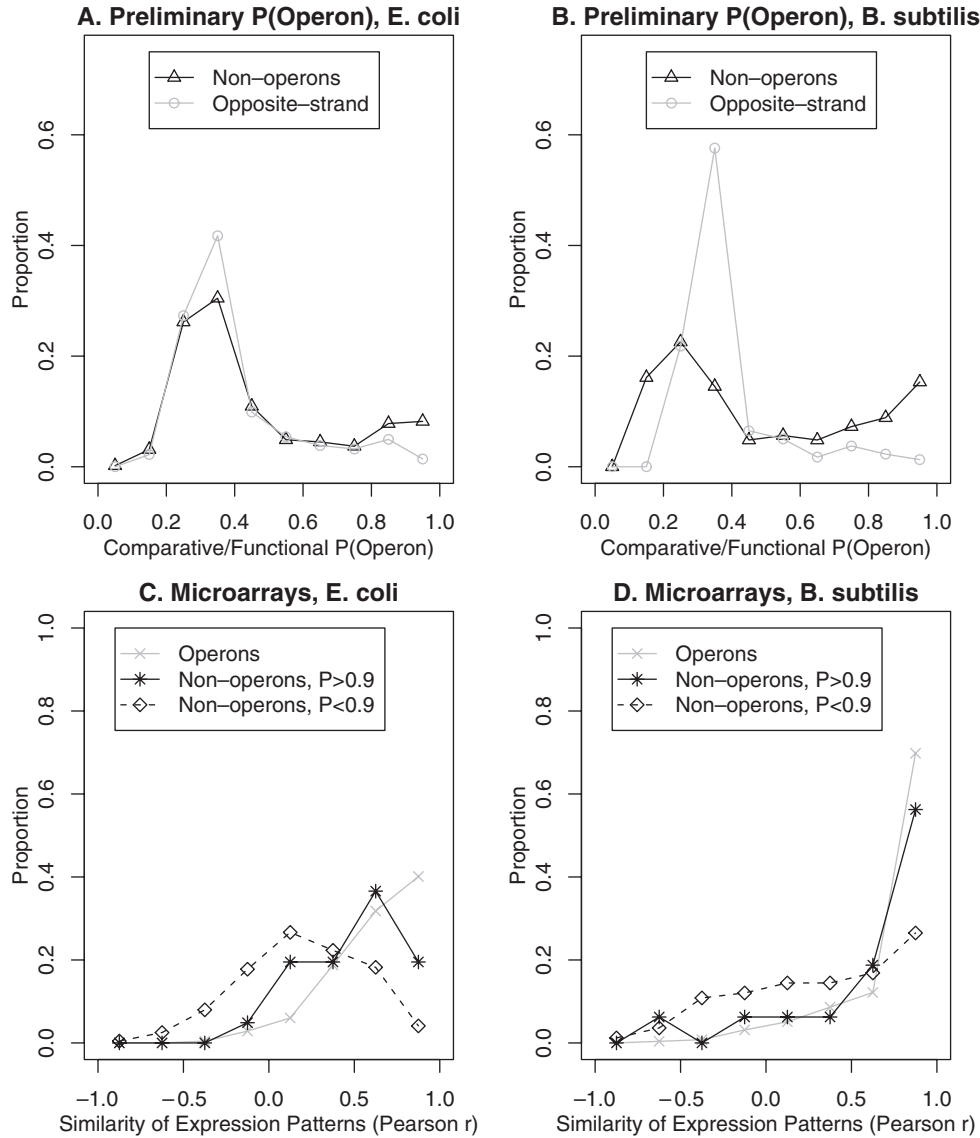 A. Preliminary P(Operon), E. coli
Non–operons
Opposite–strand
Proportion
0.0 0.2 0.4 0.6
0.0 0.2 0.4 0.6 0.8 1.0
Comparative/Functional P(Operon)
B. Preliminary P(Operon), B. subtilis
Non–operons
Opposite–strand
Proportion
0.0 0.2 0.4 0.6
0.0 0.2 0.4 0.6 0.8 1.0
Comparative/Functional P(Operon)
C. Microarrays, E. coli
Operons
Non–operons, P>0.9
Non–operons, P<0.9
Proportion
0.0 0.2 0.4 0.6 0.8 1.0
−1.0 −0.5 0.0 0.5 1.0
Similarity of Expression Patterns (Pearson r)
D. Microarrays, B. subtilis
Operons
Non–operons, P>0.9
Non–operons, P<0.9
Proportion
0.0 0.2 0.4 0.6 0.8 1.0
−1.0 −0.5 0.0 0.5 1.0
Similarity of Expression Patterns (Pearson r)